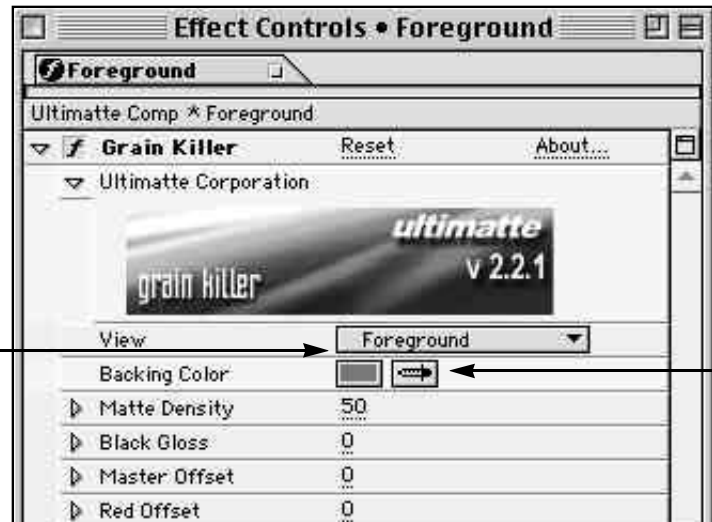 Effect Controls • Foreground
Foreground
Ultimatte Comp * Foreground
f Grain Killer Reset About...
Ultimatte Corporation
ultimatte
v 2.2.1
grain killer
View Foreground
Backing Color
Matte Density 50
Black Gloss 0
Master Offset 0
Red Offset 0